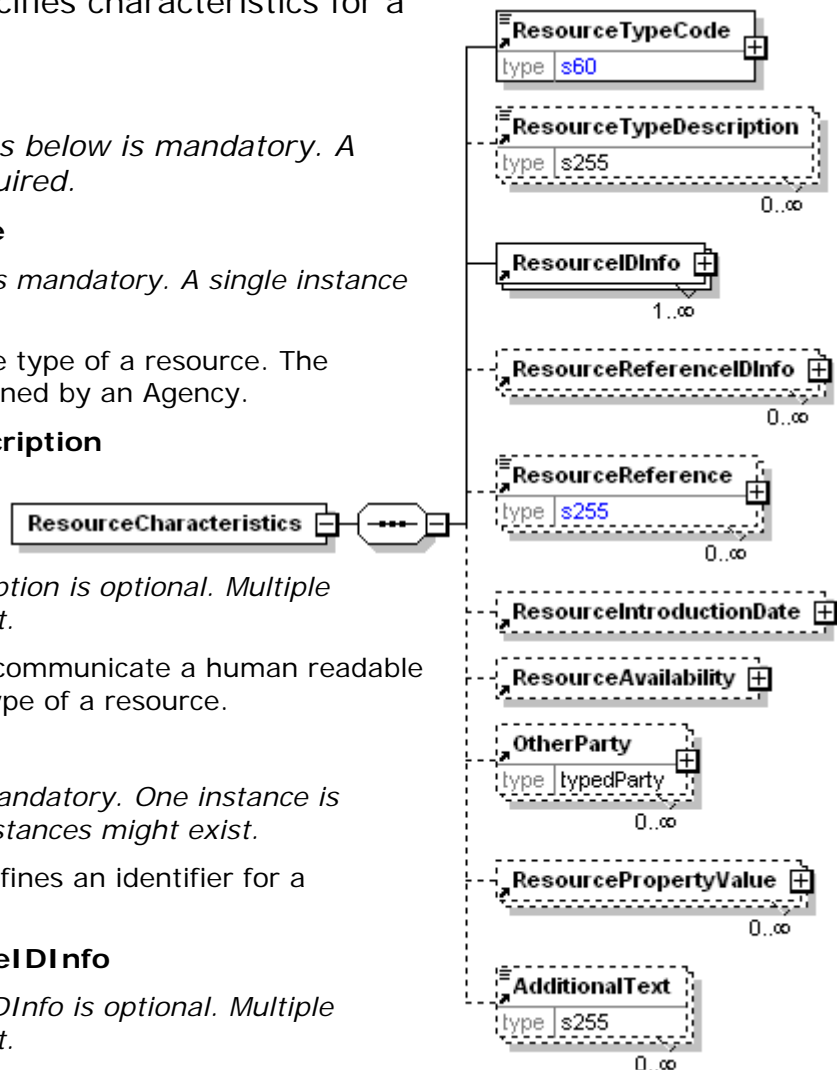 cifies characteristics for a
s below is mandatory. A
uired.
e
s mandatory. A single instance
e type of a resource. The
ned by an Agency.
cription
ption is optional. Multiple
t.
communicate a human readable
ype of a resource.
andatory. One instance is
stances might exist.
fines an identifier for a
eIDInfo
DInfo is optional. Multiple
t.
ResourceCharacteristics
ResourceTypeCode
type s60
ResourceTypeDescription
type s255
0..∞
ResourceIDInfo
1..∞
ResourceReferenceIDInfo
0..∞
ResourceReference
type s255
0..∞
ResourceIntroductionDate
ResourceAvailability
OtherParty
type typedParty
0..∞
ResourcePropertyValue
0..∞
AdditionalText
type s255
0..∞